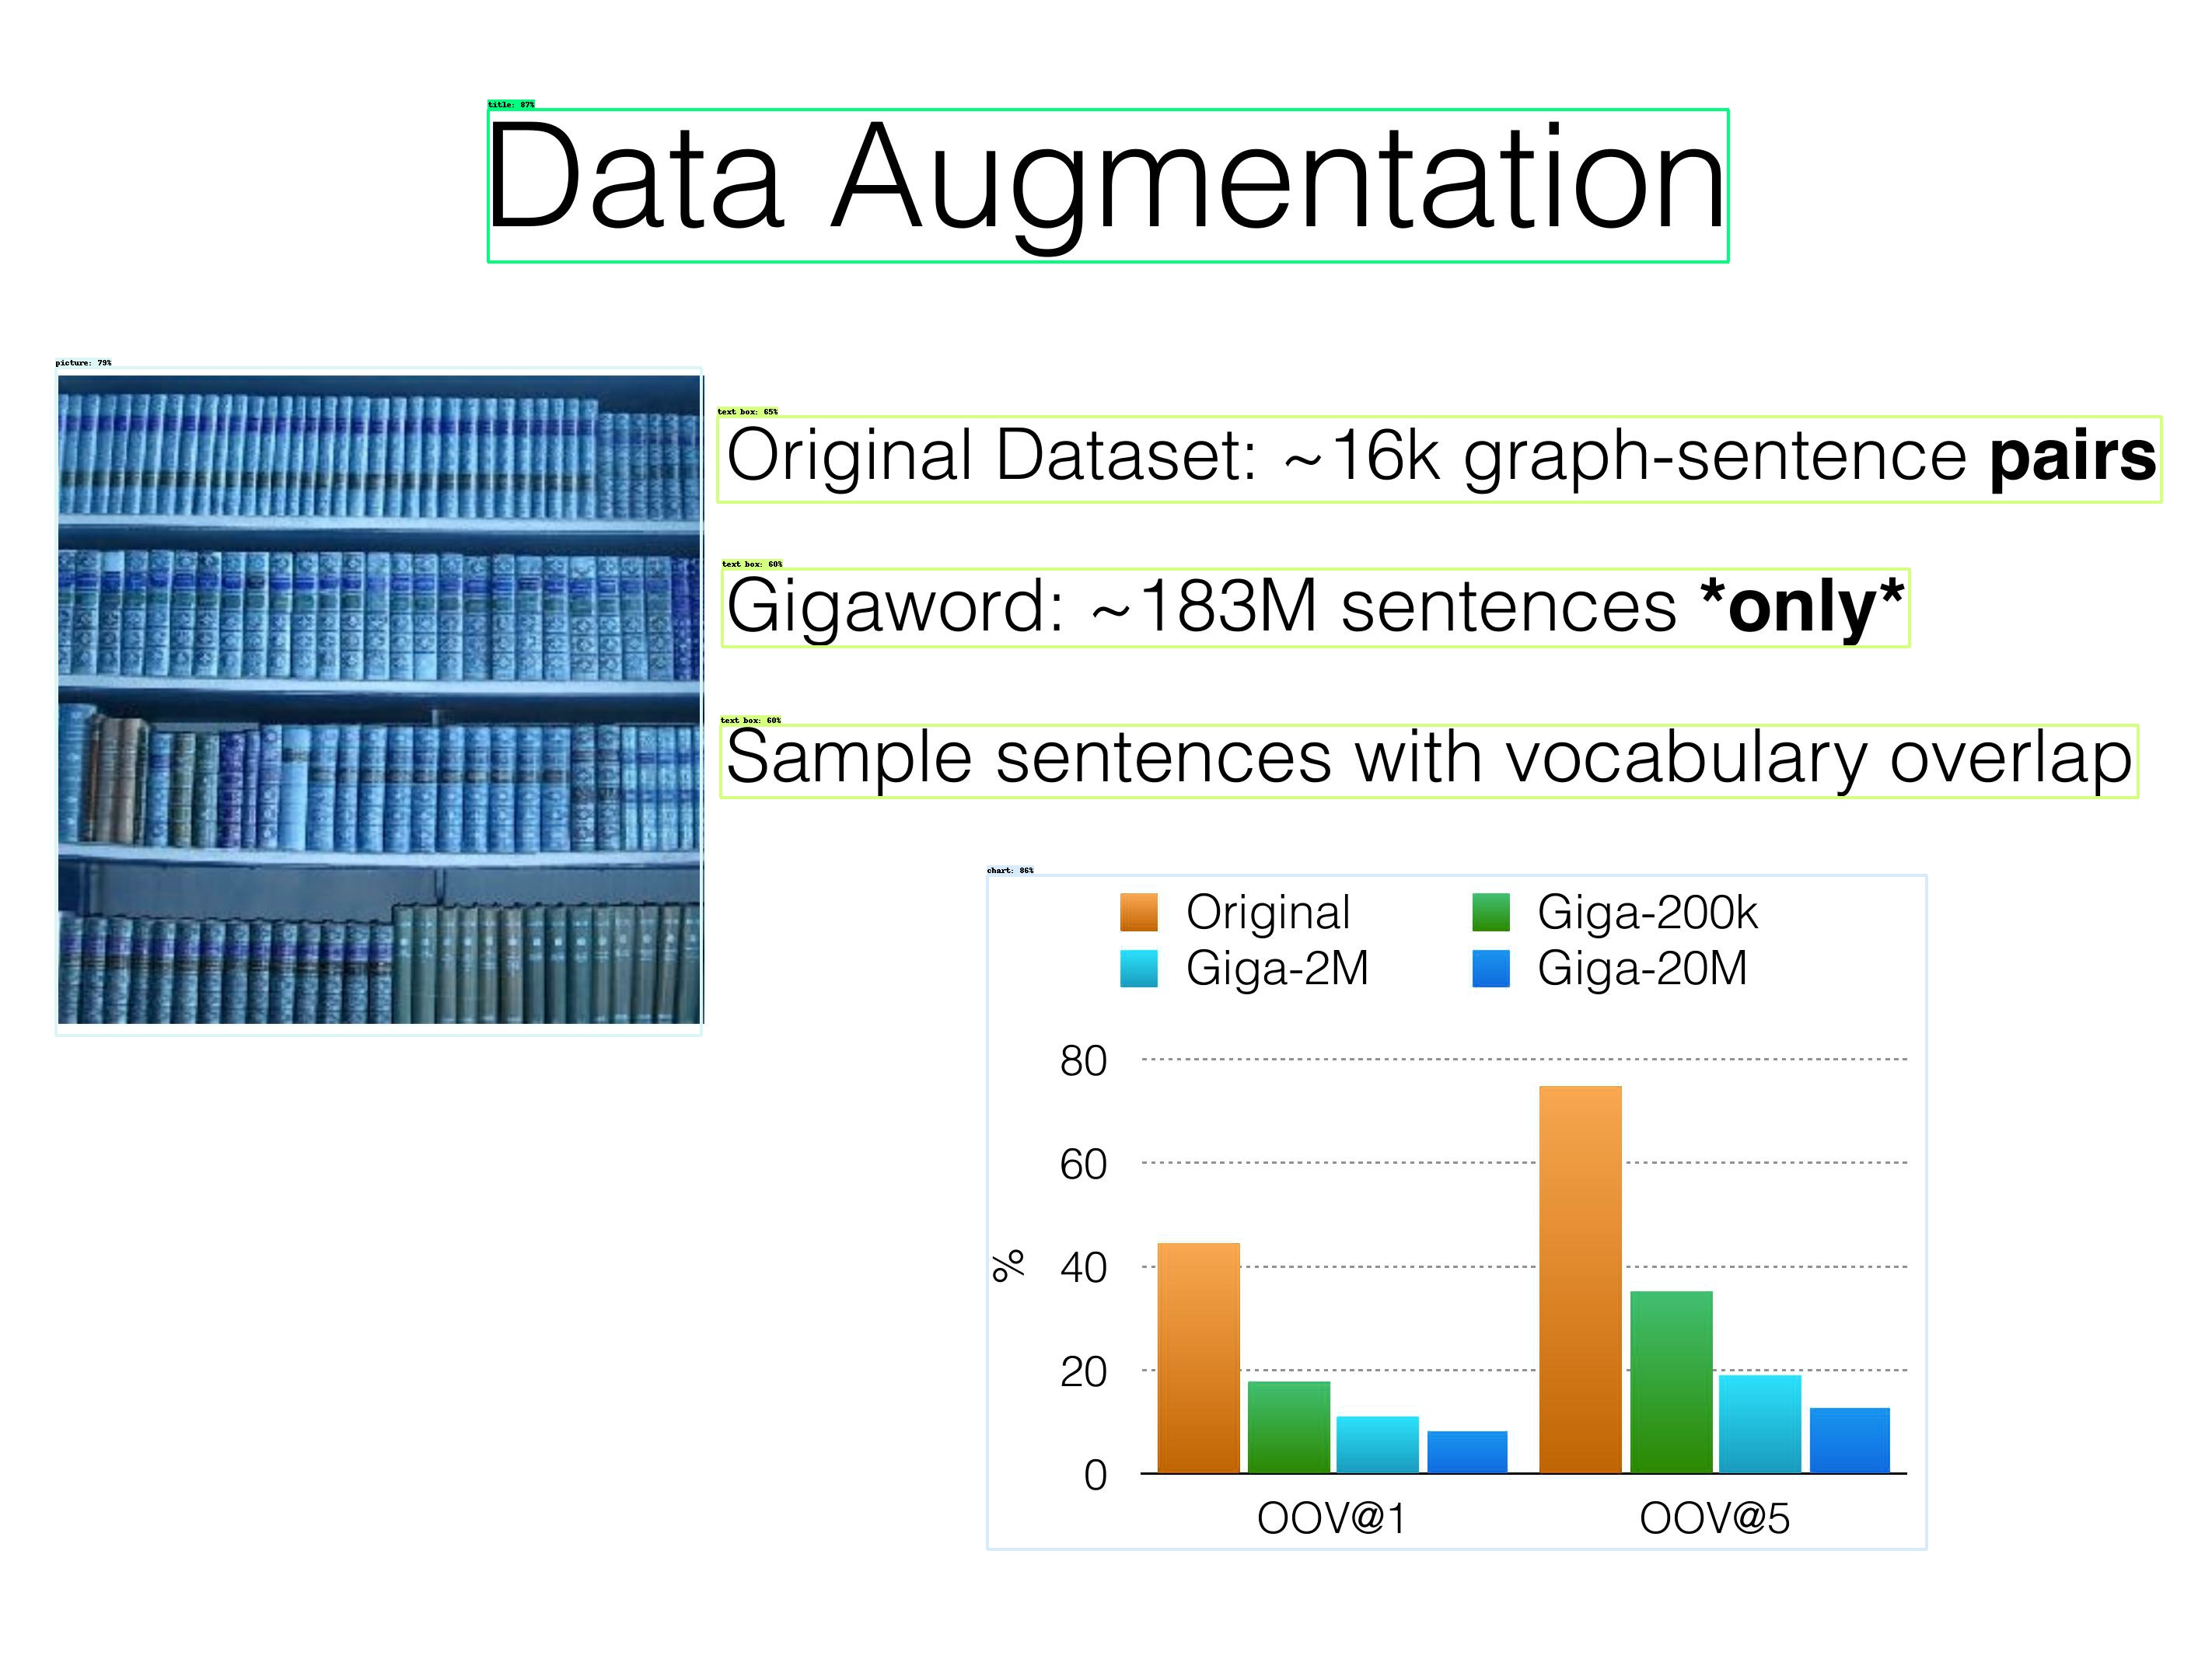 title: 87%
Data Augmentation
picture: 79%
text box: 65%
Original Dataset: ~16k graph-sentence pairs
text box: 60%
Gigaword: ~183M sentences *only*
text box: 60%
Sample sentences with vocabulary overlap
chart: 86%
Original Giga-200k
Giga-2M Giga-20M
80
60
% 40
20
0
OOV@1 OOV@5